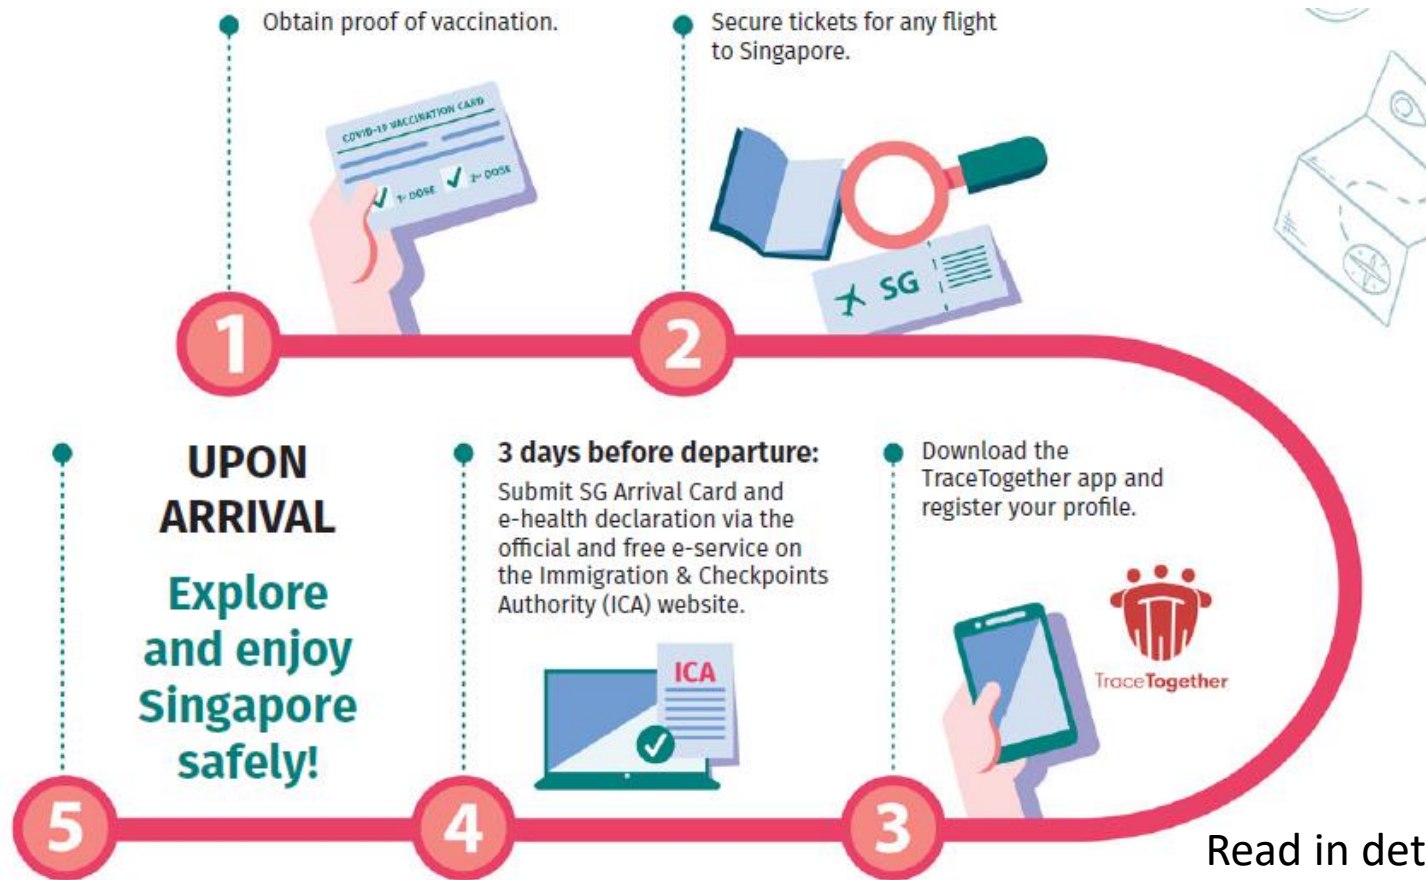 Obtain proof of vaccination.
Secure tickets for any flight
to Singapore.
COVID-19 VACCINATION CARD
1ST DOSE
2ND DOSE
SG
1
2
Download the
TraceTogether app and
register your profile.
TraceTogether
3
3 days before departure:
Submit SG Arrival Card and
e-health declaration via the
official and free e-service on
the Immigration & Checkpoints
Authority (ICA) website.
ICA
4
UPON
ARRIVAL
Explore
and enjoy
Singapore
safely!
5
Read in det